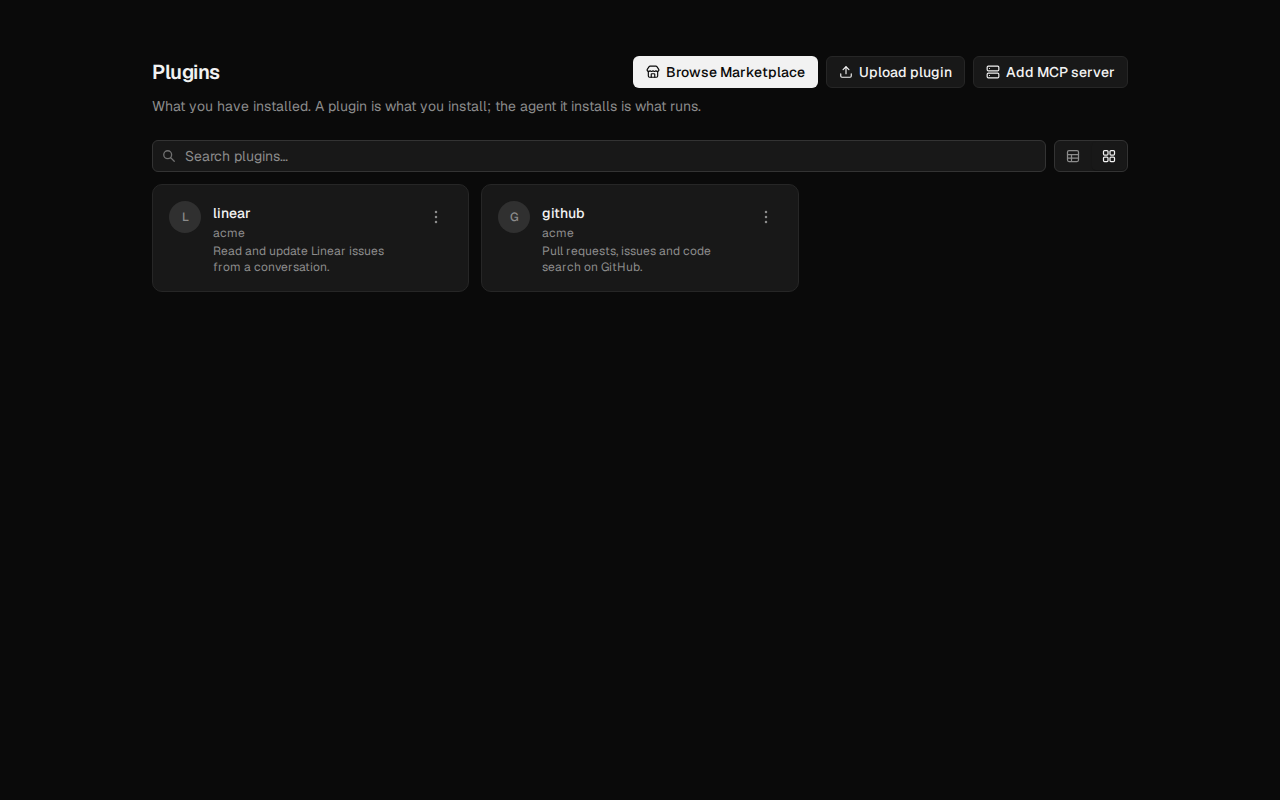 Plugins
Browse Marketplace
Upload plugin
Add MCP server
What you have installed. A plugin is what you install; the agent it installs is what runs.
Search plugins...
L
linear
acme
Read and update Linear issues
from a conversation.
G
github
acme
Pull requests, issues and code
search on GitHub.